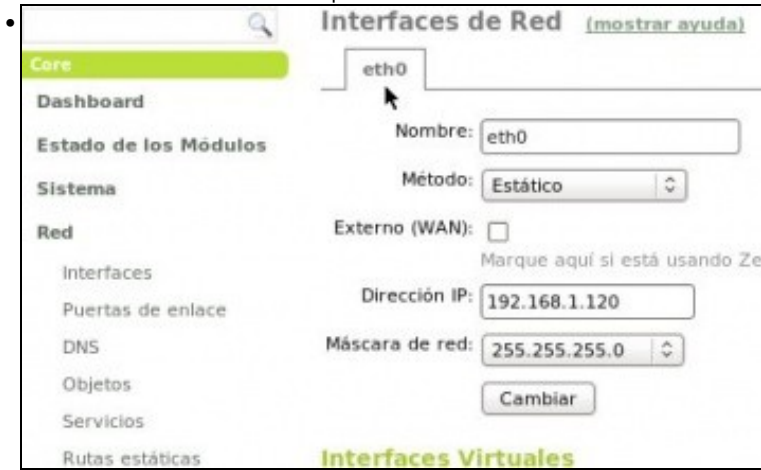 Core
Dashboard
Estado de los Módulos
Sistema
Red
Interfaces
Puertas de enlace
DNS
Objetos
Servicios
Rutas estáticas
Interfaces de Red (mostrar ayuda)
eth0
Nombre: eth0
Método: Estático
Externo (WAN):
Marque aquí si está usando Ze
Dirección IP: 192.168.1.120
Máscara de red: 255.255.255.0
Cambiar
Interfaces Virtuales